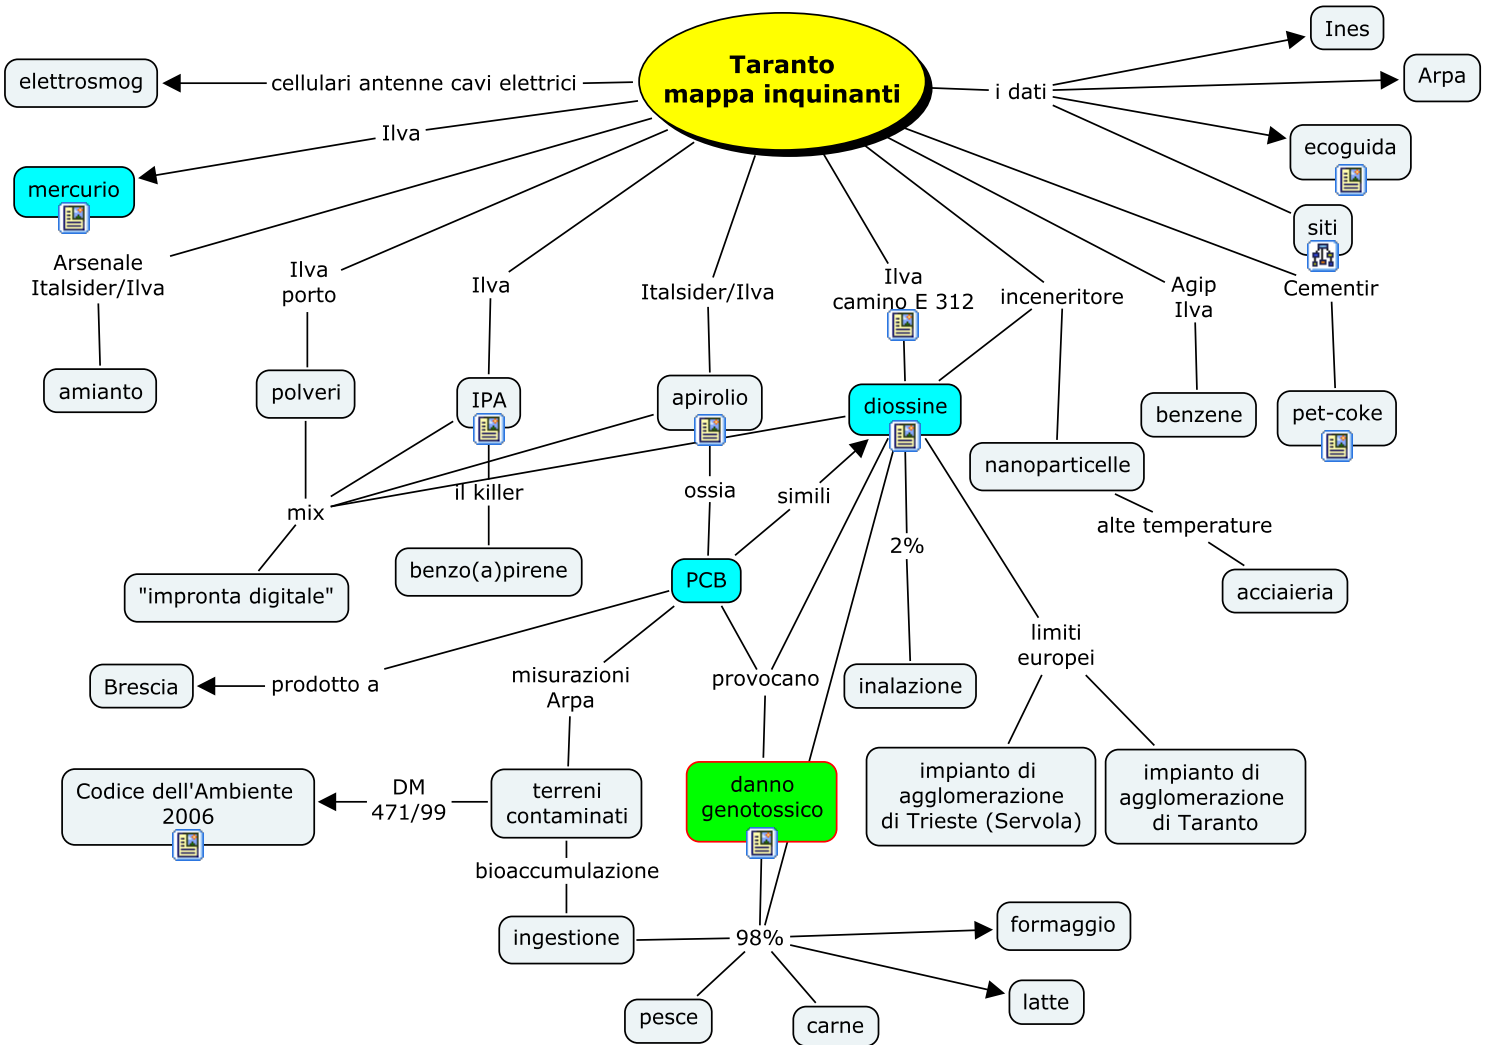 Taranto
mappa inquinanti
Ines
elettrosmog
cellulari antenne cavi elettrici
i dati
Arpa
Ilva
ecoguida
mercurio
siti
Arsenale
Italsider/Ilva
Ilva
porto
Ilva
Italsider/Ilva
Ilva
camino E 312
inceneritore
Agip
Ilva
Cementir
amianto
polveri
IPA
apirolio
diossine
benzene
pet-coke
nanoparticelle
mix
il killer
ossia
simili
alte temperature
2%
"impronta digitale"
benzo(a)pirene
PCB
acciaieria
limiti
europei
Brescia
prodotto a
misurazioni
Arpa
provocano
inalazione
Codice dell'Ambiente
2006
DM
471/99
terreni
contaminati
danno
genotossico
impianto di
agglomerazione
di Trieste (Servola)
impianto di
agglomerazione
di Taranto
bioaccumulazione
ingestione
98%
formaggio
latte
pesce
carne